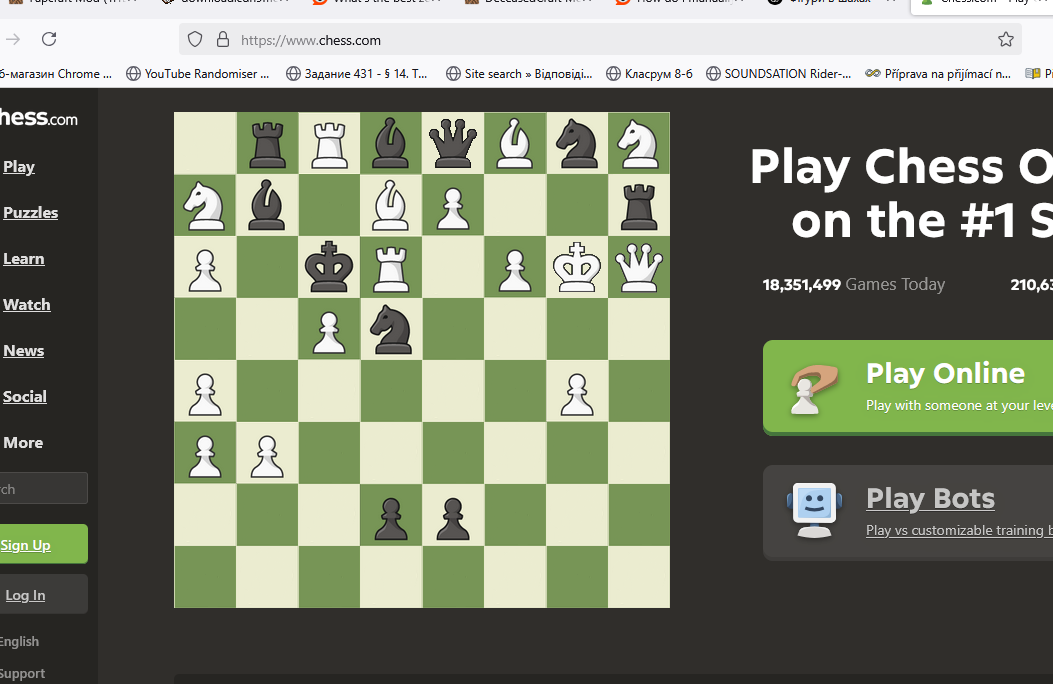 https://www.chess.com
YouTube Randomiser ...
Задание 431 - § 14. Т...
Site search » Відповіді...
Класрум 8-б
SOUNDSATION Rider-...
Příprava na přijímací n...
б-магазин Chrome ...
hess.com
Play
Puzzles
Learn
Watch
News
Social
More
Sign Up
Log In
English
Support
Play Chess O
on the #1 S
18,351,499 Games Today
210,63
Play Online
Play with someone at your leve
Play Bots
Play vs customizable training b